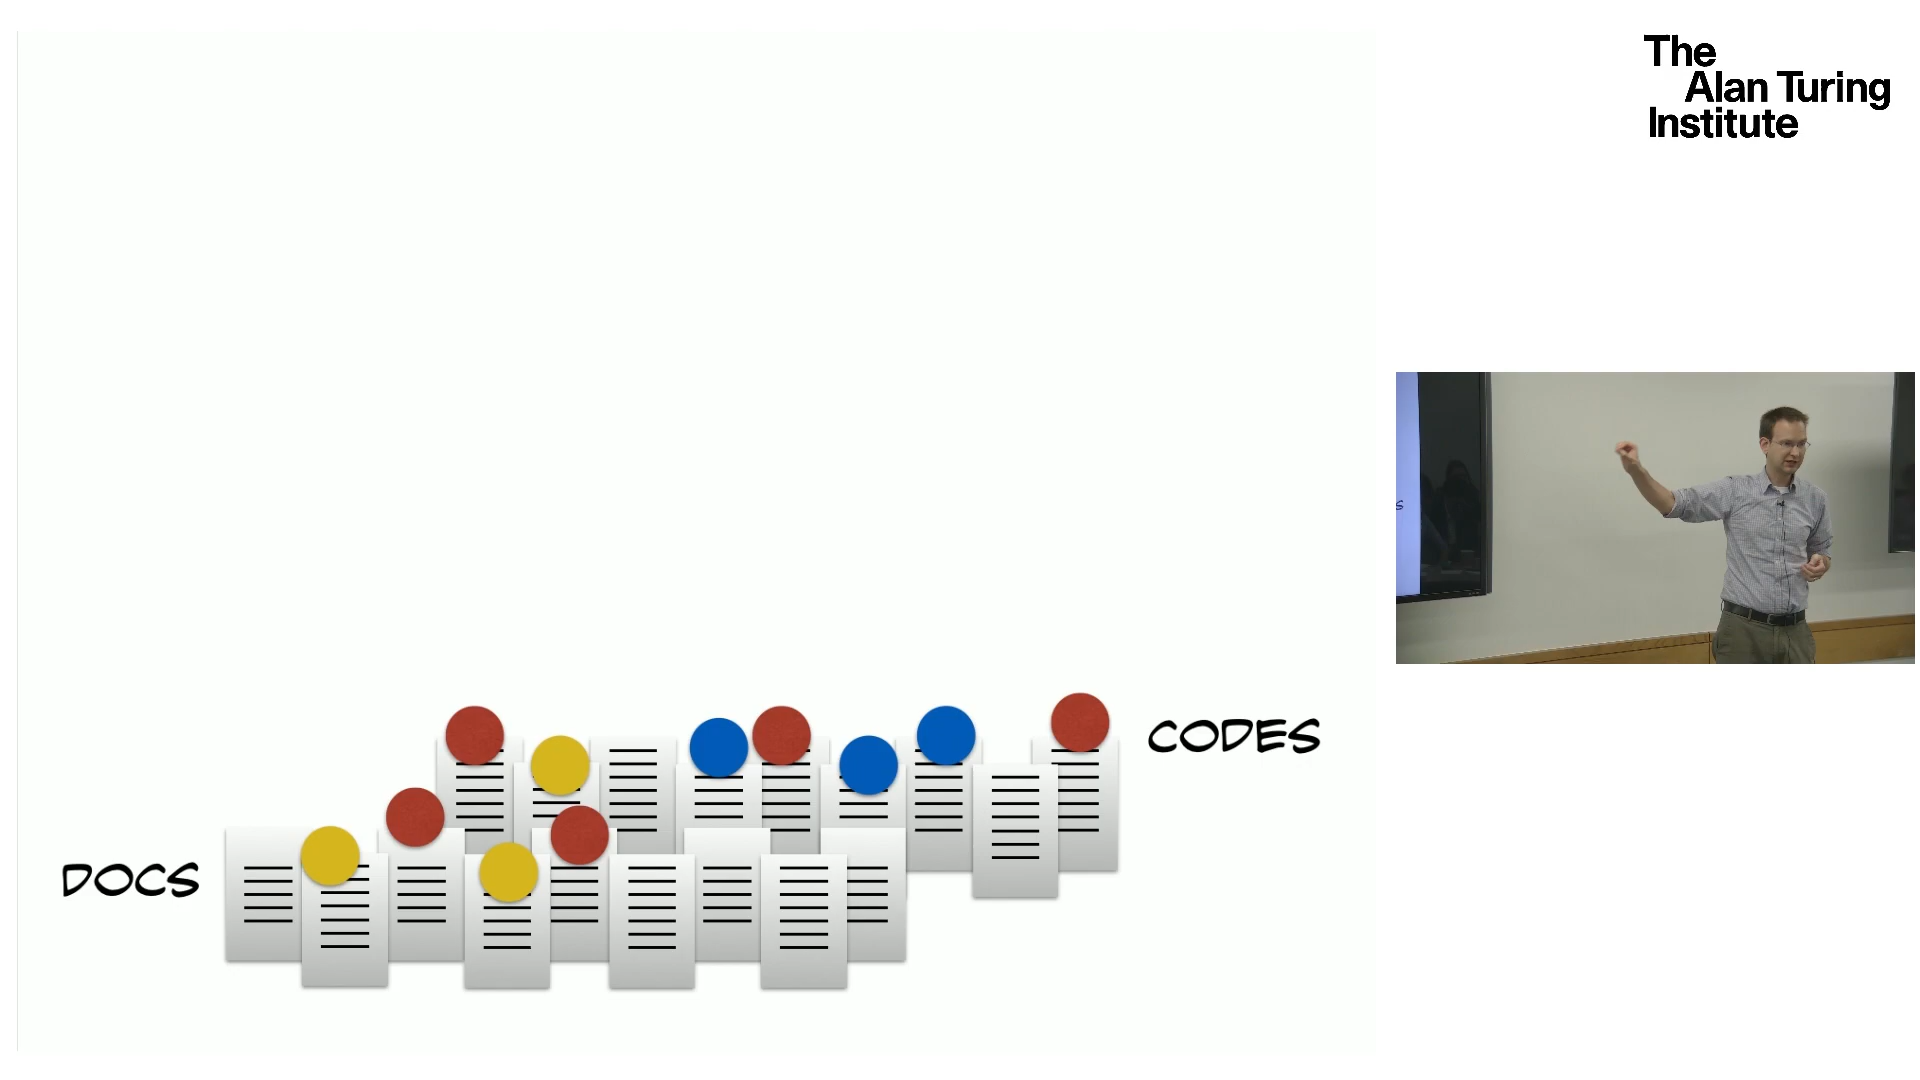 The
Alan Turing
Institute
CODES
DOCS